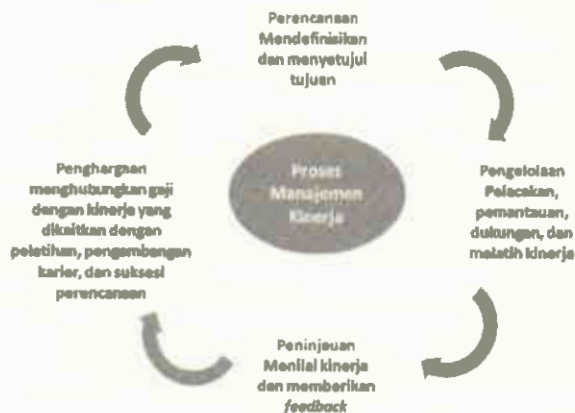 Perencanaan
Mendefinisikan
dan menyetujui
tujuan
Proses
Manajemen
Kinerja
Pengelolaan
Pelacakan,
pemantauan,
dukungan, dan
melatih kinerja
Peninjauan
Menilai kinerja
dan memberikan
feedback
Penghargaan
menghubungkan gaji
dengan kinerja yang
dikaitkan dengan
pelatihan, pengembangan
karier, dan suksesi
perencanaan